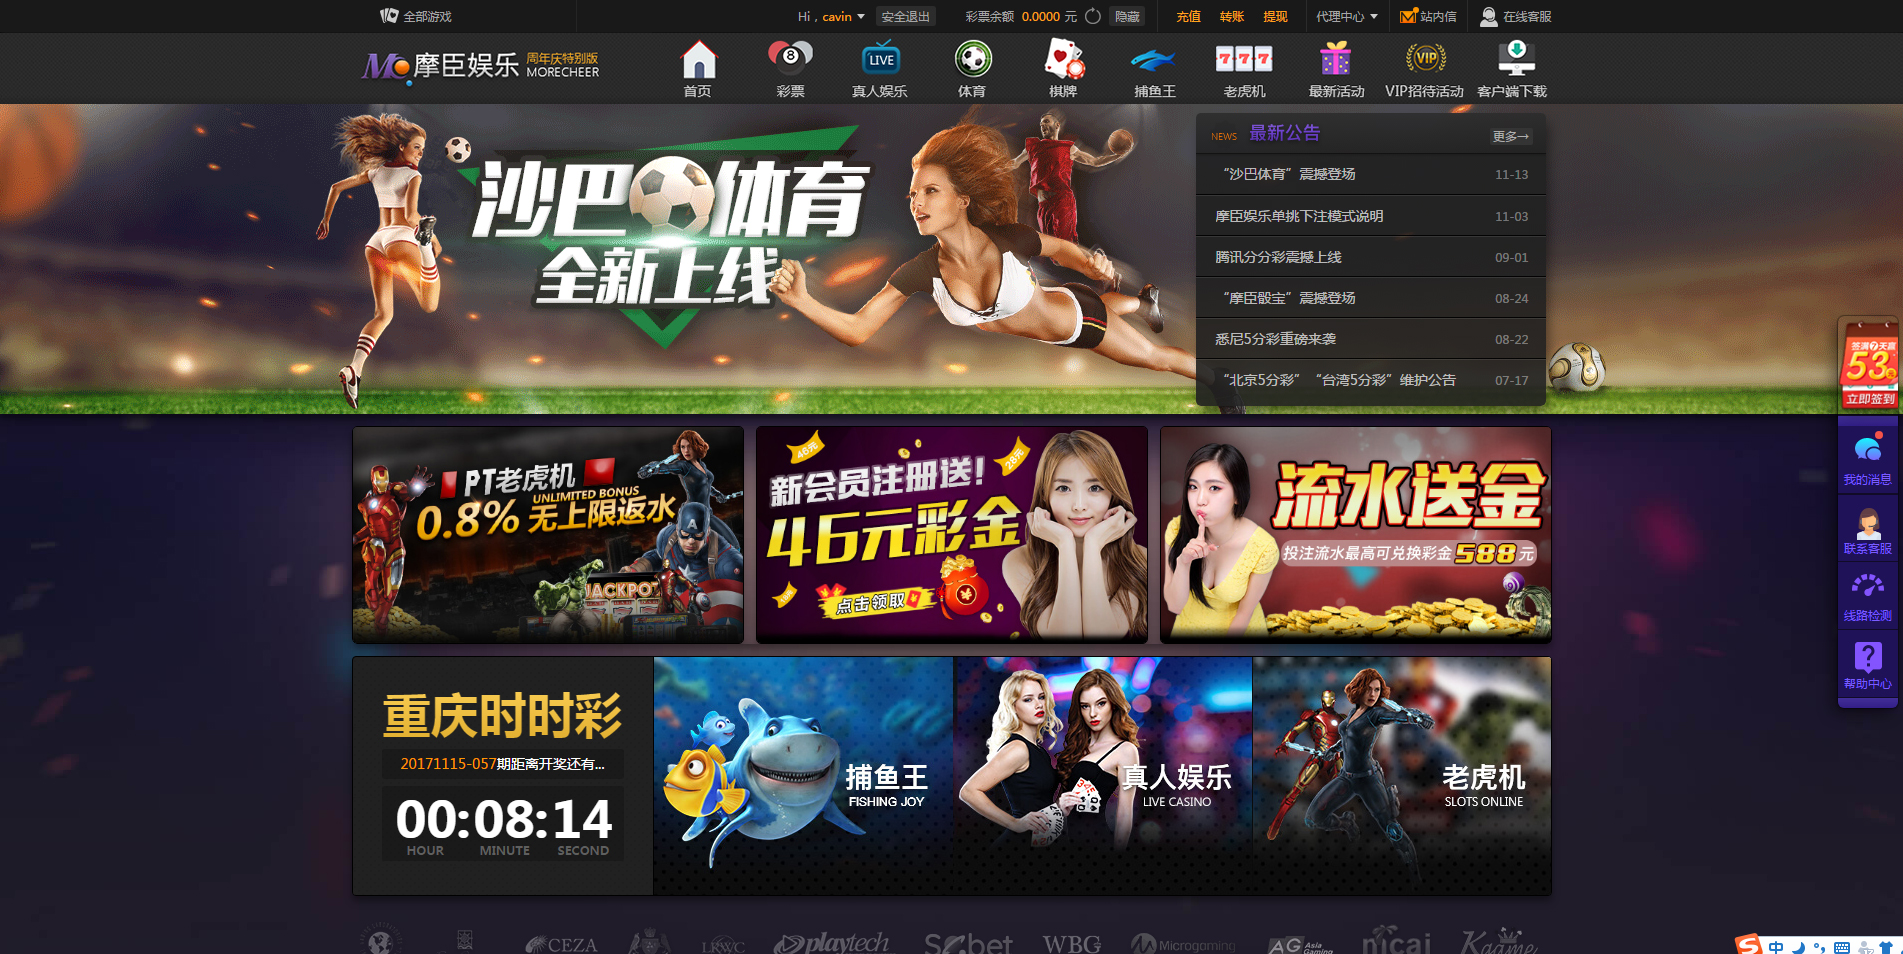 全部游戏
Hi，cavin
安全退出
彩票余额 0.0000 元
隐藏
充值
转账
提现
代理中心
站内信
在线客服
摩臣娱乐
周年庆特别版
MORECHEER
LIVE
777
VIP
首页
彩票
真人娱乐
体育
棋牌
捕鱼王
老虎机
最新活动
VIP招待活动
客户端下载
沙巴体育
全新上线
NEWS 最新公告
更多→
“沙巴体育”震撼登场 11-13
摩臣娱乐单挑下注模式说明 11-03
腾讯分分彩震撼上线 09-01
“摩臣骰宝”震撼登场 08-24
悉尼5分彩重磅来袭 08-22
“北京5分彩” “台湾5分彩”维护公告 07-17
签满7天赢
53元
立即签到
我的消息
联系客服
线路检测
帮助中心
PT老虎机
UNLIMITED BONUS
0.8% 无上限返水
JACKPOT
46元
28元
新会员注册送!
46元彩金
点击领取
流水送金
投注流水最高可兑换彩金588元
重庆时时彩
20171115-057期距离开奖还有...
00:08:14
HOUR MINUTE SECOND
捕鱼王
FISHING JOY
真人娱乐
LIVE CASINO
老虎机
SLOTS ONLINE
CEZA
LRWC
playtech
Sbobet
WBG
Microgaming
AG Asia Gaming
nicai
Kgame
中